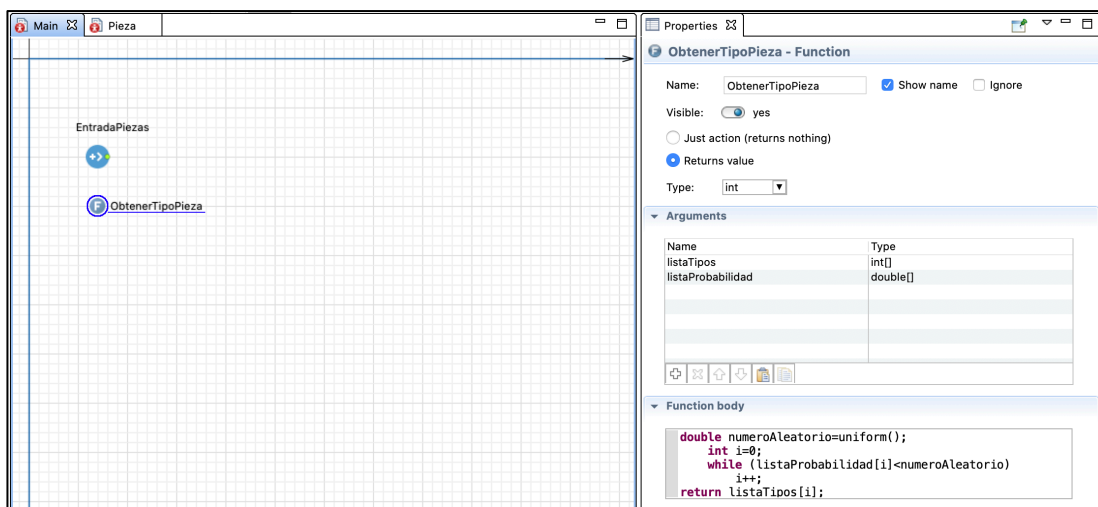 Main
Pieza
EntradaPiezas
F ObtenerTipoPieza
Properties
F ObtenerTipoPieza - Function
Name: ObtenerTipoPieza Show name Ignore
Visible: yes
Just action (returns nothing)
Returns value
Type: int
Arguments
Name Type
listaTipos int[]
listaProbabilidad double[]
Function body
double numeroAleatorio=uniform();
int i=0;
while (listaProbabilidad[i]<numeroAleatorio)
i++;
return listaTipos[i];